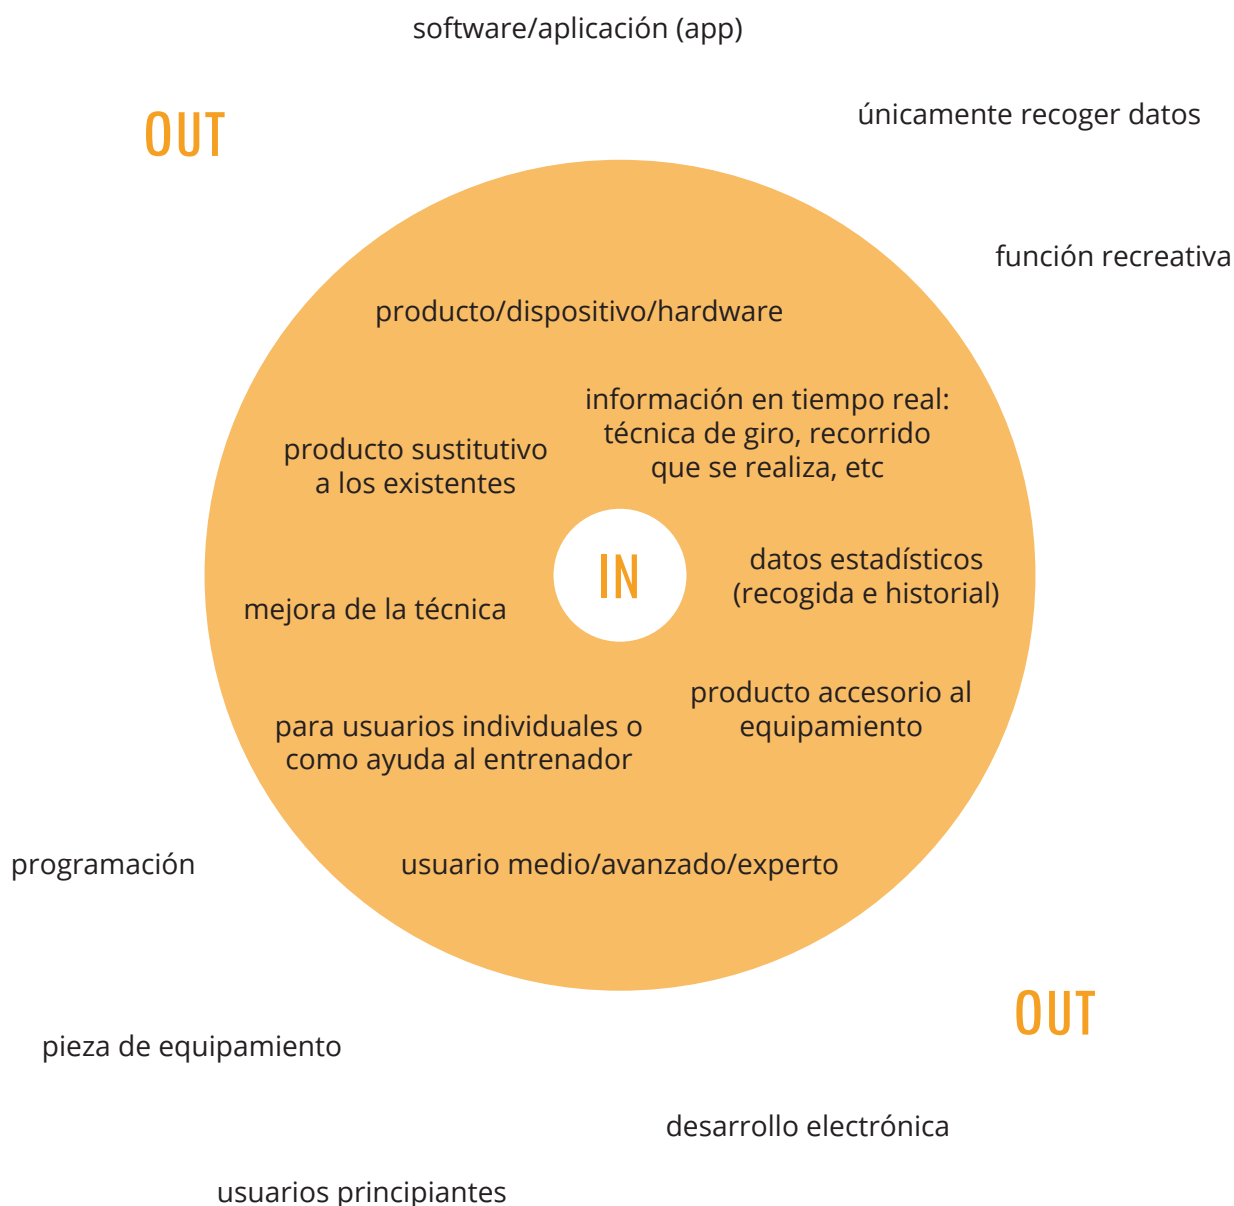 software/aplicación (app)
únicamente recoger datos
OUT
función recreativa
producto/dispositivo/hardware
información en tiempo real:
técnica de giro, recorrido
que se realiza, etc
producto sustitutivo
a los existentes
IN
datos estadísticos
(recogida e historial)
mejora de la técnica
producto accesorio al
equipamiento
para usuarios individuales o
como ayuda al entrenador
programación
usuario medio/avanzado/experto
OUT
pieza de equipamiento
desarrollo electrónica
usuarios principiantes